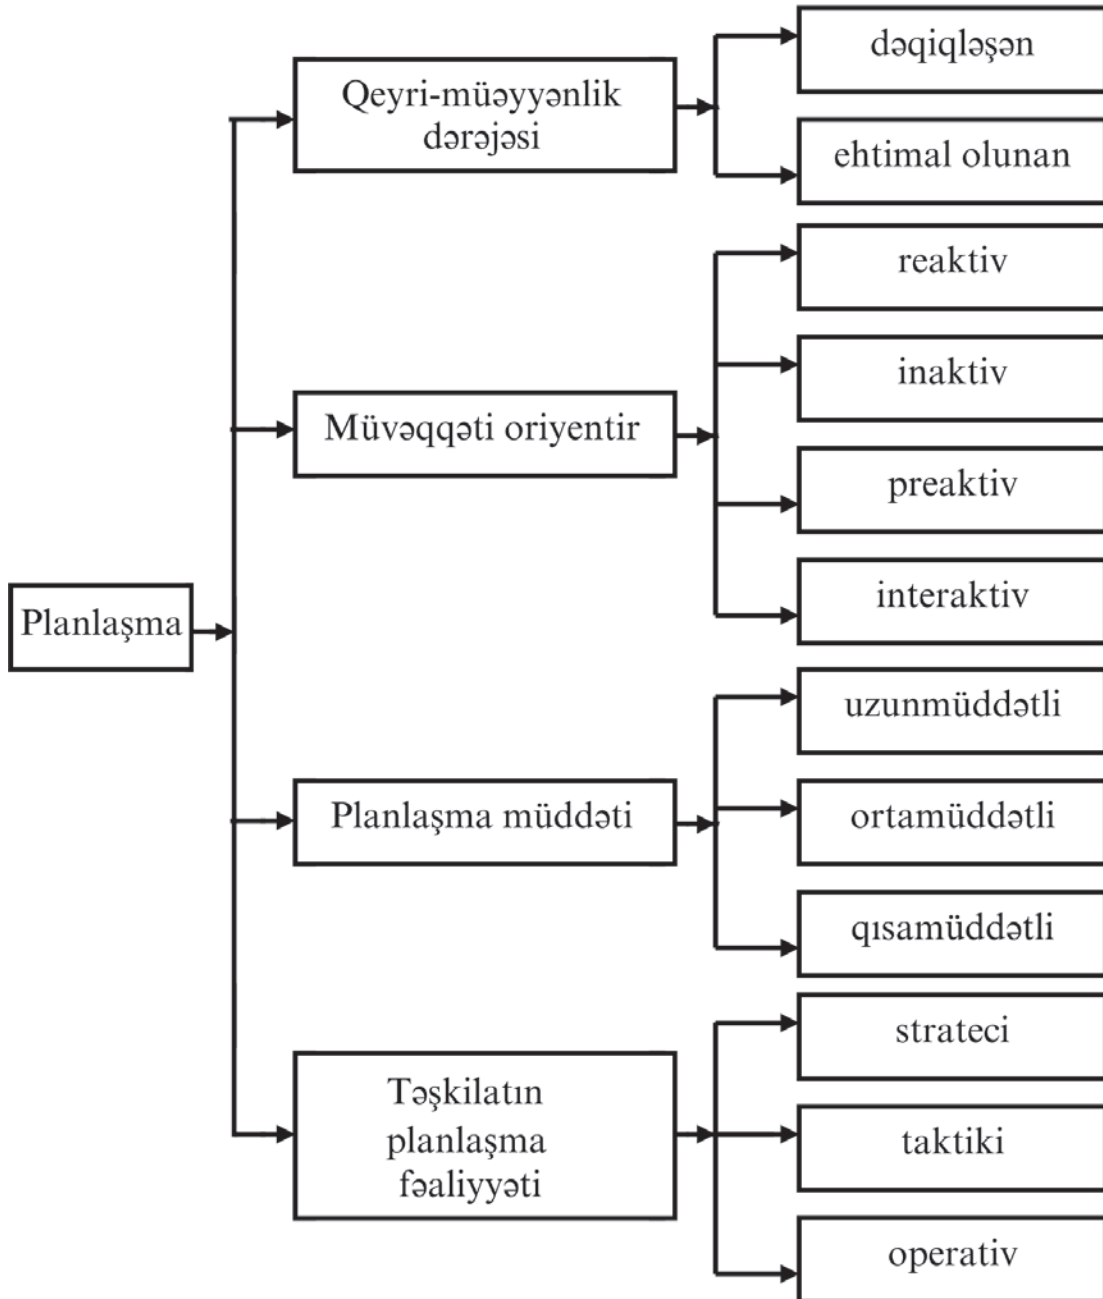 Planlaşma
Qeyri-müəyyənlik
dərəjəsi
dəqiqləşən
ehtimal olunan
Müvəqqəti oriyentir
reaktiv
inaktiv
preaktiv
interaktiv
Planlaşma müddəti
uzunmüddətli
ortamüddətli
qısamüddətli
Təşkilatın
planlaşma
fəaliyyəti
strateci
taktiki
operativ